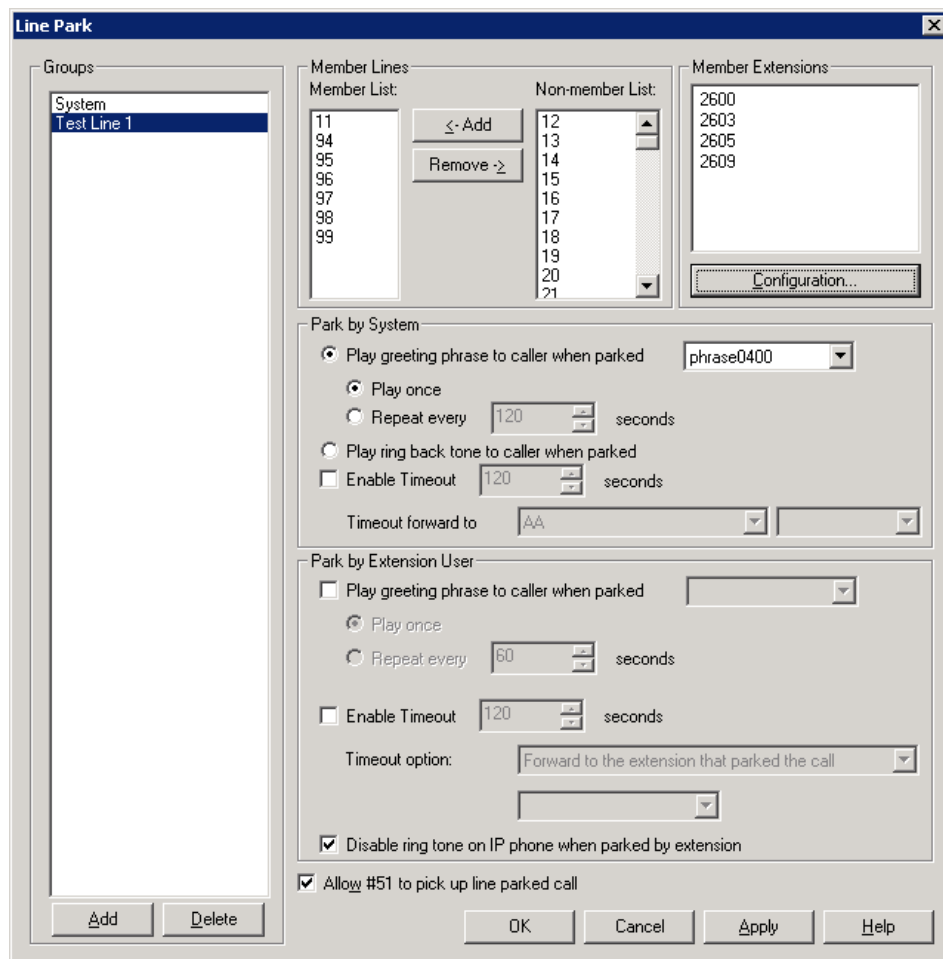 Line Park
Groups
System
Test Line 1
Add
Delete
Member Lines
Member List:
11
94
95
96
97
98
99
<- Add
Remove ->
Non-member List:
12
13
14
15
16
17
18
19
20
21
Member Extensions
2600
2603
2605
2609
Configuration...
Park by System
Play greeting phrase to caller when parked
phrase0400
Play once
Repeat every 120 seconds
Play ring back tone to caller when parked
Enable Timeout 120 seconds
Timeout forward to AA
Park by Extension User
Play greeting phrase to caller when parked
Play once
Repeat every 60 seconds
Enable Timeout 120 seconds
Timeout option: Forward to the extension that parked the call
Disable ring tone on IP phone when parked by extension
Allow #51 to pick up line parked call
OK
Cancel
Apply
Help